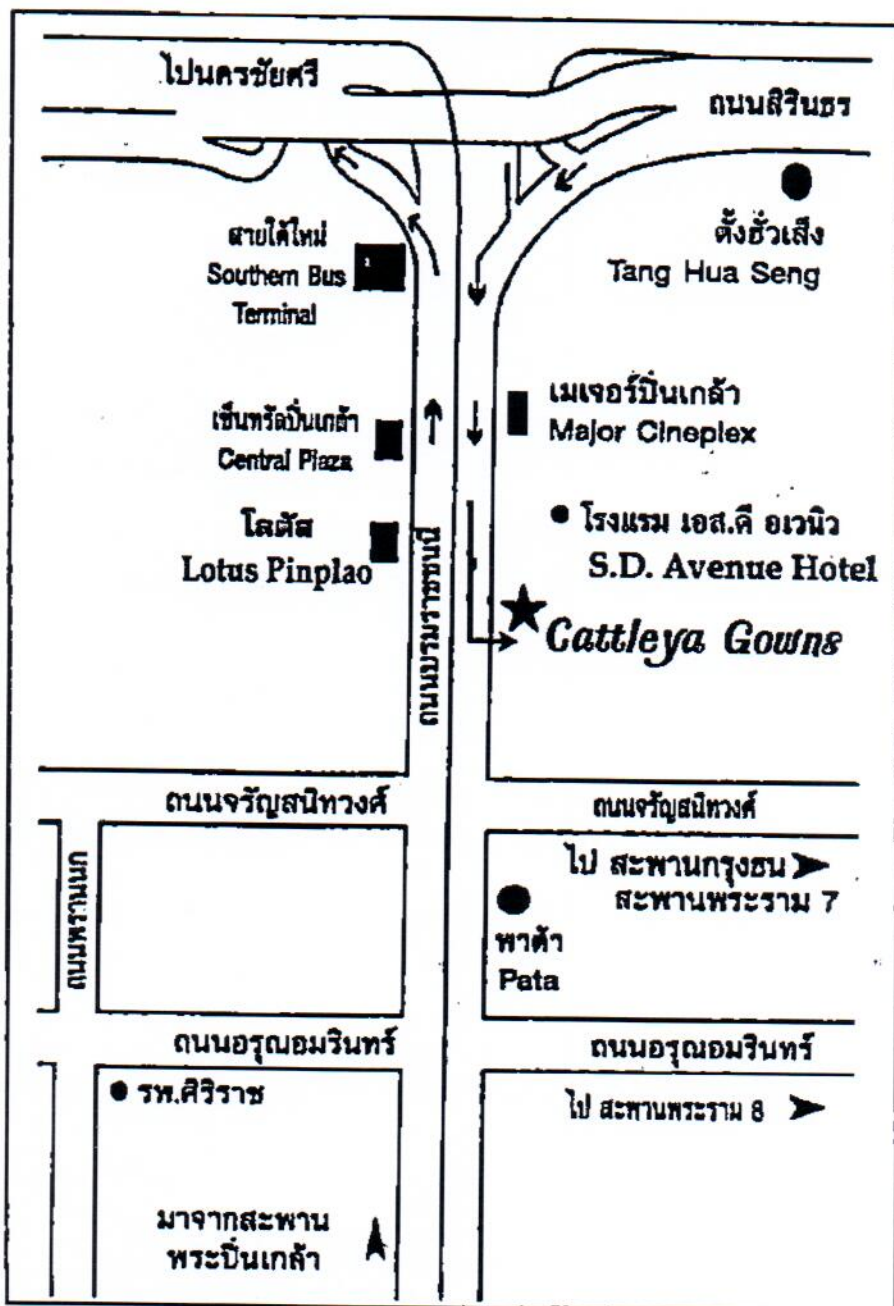 ไปนครชัยศรี
ถนนสิรินธร
สายใต้ใหม่
Southern Bus
Terminal
ตั้งฮั่วเส็ง
Tang Hua Seng
เซ็นทรัลปิ่นเกล้า
Central Plaza
เมเจอร์ปิ่นเกล้า
Major Cineplex
โลตัส
Lotus Pinplao
โรงแรม เอส.ดี อเวนิว
S.D. Avenue Hotel
Cattleya Gowns
ถนนบรมราชชนนี
ถนนจรัญสนิทวงศ์
ถนนจรัญสนิทวงศ์
ถนนพรานนก
ไป สะพานกรุงธน
สะพานพระราม 7
พาต้า
Pata
ถนนอรุณอมรินทร์
ถนนอรุณอมรินทร์
รพ.ศิริราช
ไป สะพานพระราม 8
มาจากสะพาน
พระปิ่นเกล้า